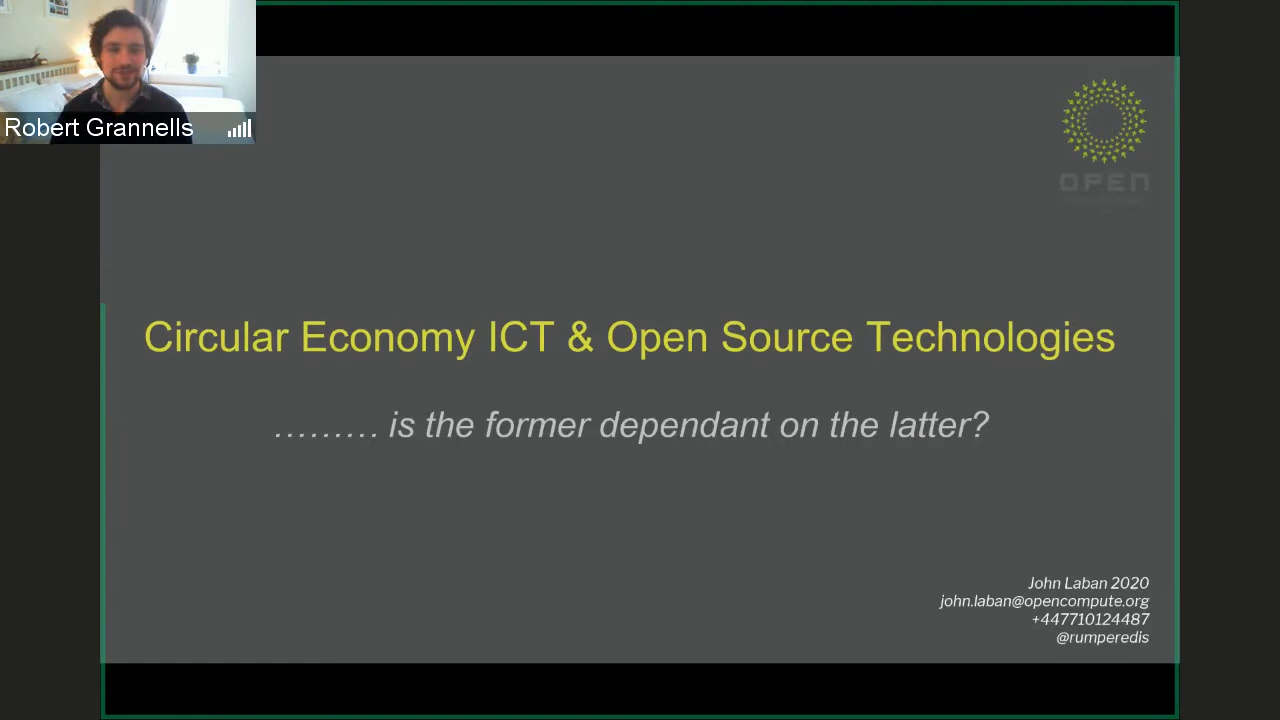 Robert Grannells
OPEN
Circular Economy ICT & Open Source Technologies
……… is the former dependant on the latter?
John Laban 2020
john.laban@opencompute.org
+447710124487
@rumperedis